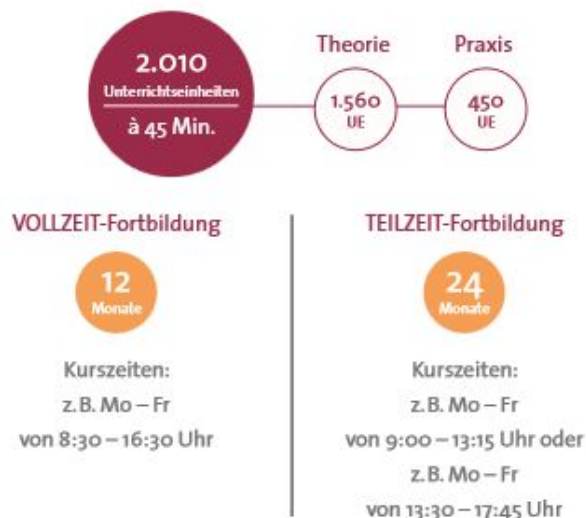 2.010
Unterrichtseinheiten
à 45 Min.
Theorie
1.560
UE
Praxis
450
UE
VOLLZEIT-Fortbildung
12
Monate
Kurszeiten:
z.B. Mo – Fr
von 8:30 – 16:30 Uhr
TEILZEIT-Fortbildung
24
Monate
Kurszeiten:
z.B. Mo – Fr
von 9:00 – 13:15 Uhr oder
z.B. Mo – Fr
von 13:30 – 17:45 Uhr